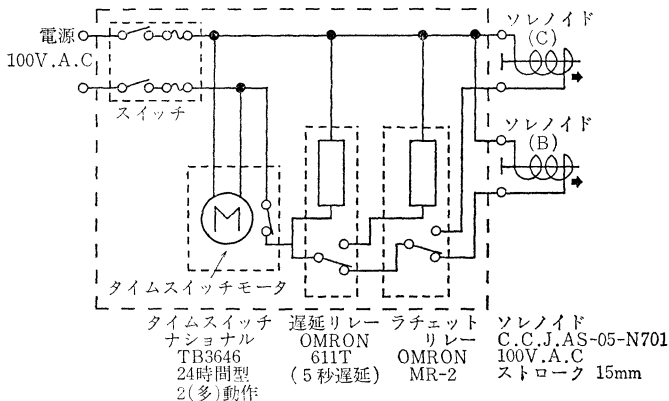 電源
100V.A.C
スイッチ
ソレノイド
(C)
ソレノイド
(B)
M
タイムスイッチモータ
タイムスイッチ
ナショナル
TB3646
24時間型
2(多)動作
遅延リレー
OMRON
611T
(5秒遅延)
ラチェット
リレー
OMRON
MR-2
ソレノイド
C.C.J.AS-05-N701
100V.A.C
ストローク 15mm